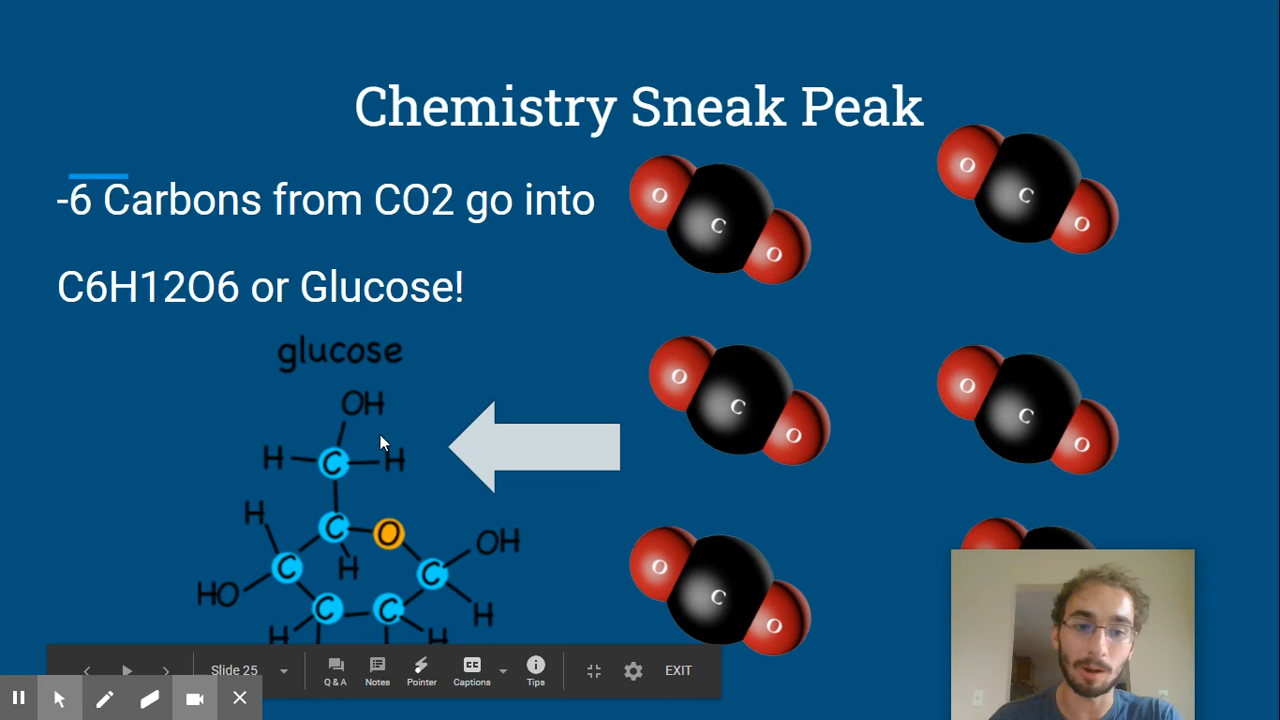 Chemistry Sneak Peak
-6 Carbons from CO2 go into
C6H12O6 or Glucose!
glucose
OH
H C H
H C O OH
C H C
HO C C H
H H
O C O
O C O
O C O
O C O
O C O
Slide 25
Q & A Notes Pointer Captions Tips EXIT
CC